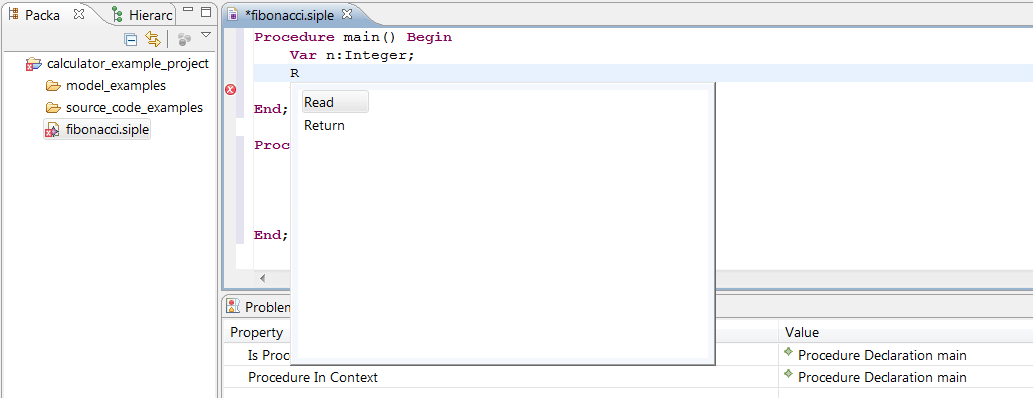 Packa
Hierarc
calculator_example_project
model_examples
source_code_examples
fibonacci.siple
*fibonacci.siple
Procedure main() Begin
Var n:Integer;
R
End;
Proc
End;
Read
Return
Problem
Property Value
Is Proc Procedure Declaration main
Procedure In Context Procedure Declaration main